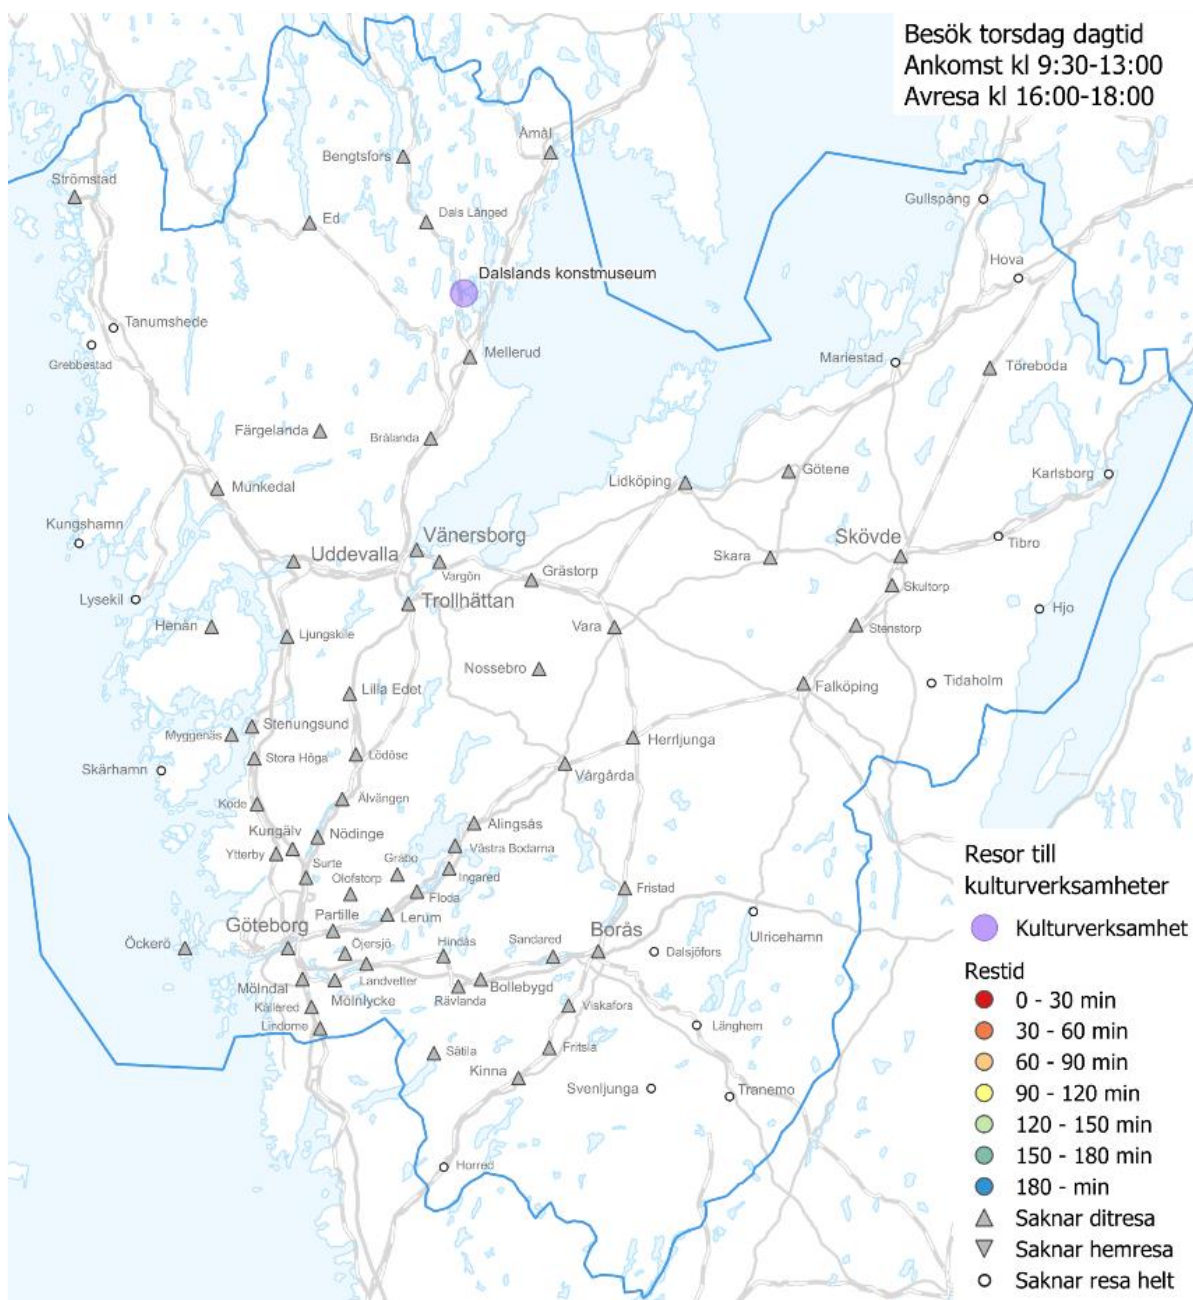 Besök torsdag dagtid
Ankomst kl 9:30-13:00
Avresa kl 16:00-18:00
Åmål
Bengtsfors
Strömstad
Gullspång
Ed
Dals Långed
Hova
Dalslands konstmuseum
Tanumshede
Grebbestad
Mellerud
Mariestad
Töreboda
Färgelanda
Brålanda
Götene
Lidköping
Karlsborg
Munkedal
Kungshamn
Vänersborg
Skövde
Tibro
Uddevalla
Skara
Vargön
Grästorp
Skultorp
Lysekil
Trollhättan
Hjo
Henån
Ljungskile
Vara
Stenstorp
Nossebro
Tidaholm
Lilla Edet
Falköping
Stenungsund
Myggenäs
Herrljunga
Stora Höga
Lödöse
Skärhamn
Vårgårda
Kode
Älvängen
Alingsås
Kungälv
Nödinge
Västra Bodarna
Ytterby
Surte
Gråbo
Olofstorp
Ingared
Floda
Fristad
Partille
Lerum
Göteborg
Borås
Ulricehamn
Öckerö
Öjersjö
Hindås
Sandared
Dalsjöfors
Landvetter
Mölndal
Mölnlycke
Rävlanda
Bollebygd
Kållered
Viskafors
Lindome
Länghem
Sätila
Fritsla
Kinna
Svenljunga
Tranemo
Horred
Resor till
kulturverksamheter
Kulturverksamhet
Restid
0 - 30 min
30 - 60 min
60 - 90 min
90 - 120 min
120 - 150 min
150 - 180 min
180 - min
Saknar ditresa
Saknar hemresa
Saknar resa helt